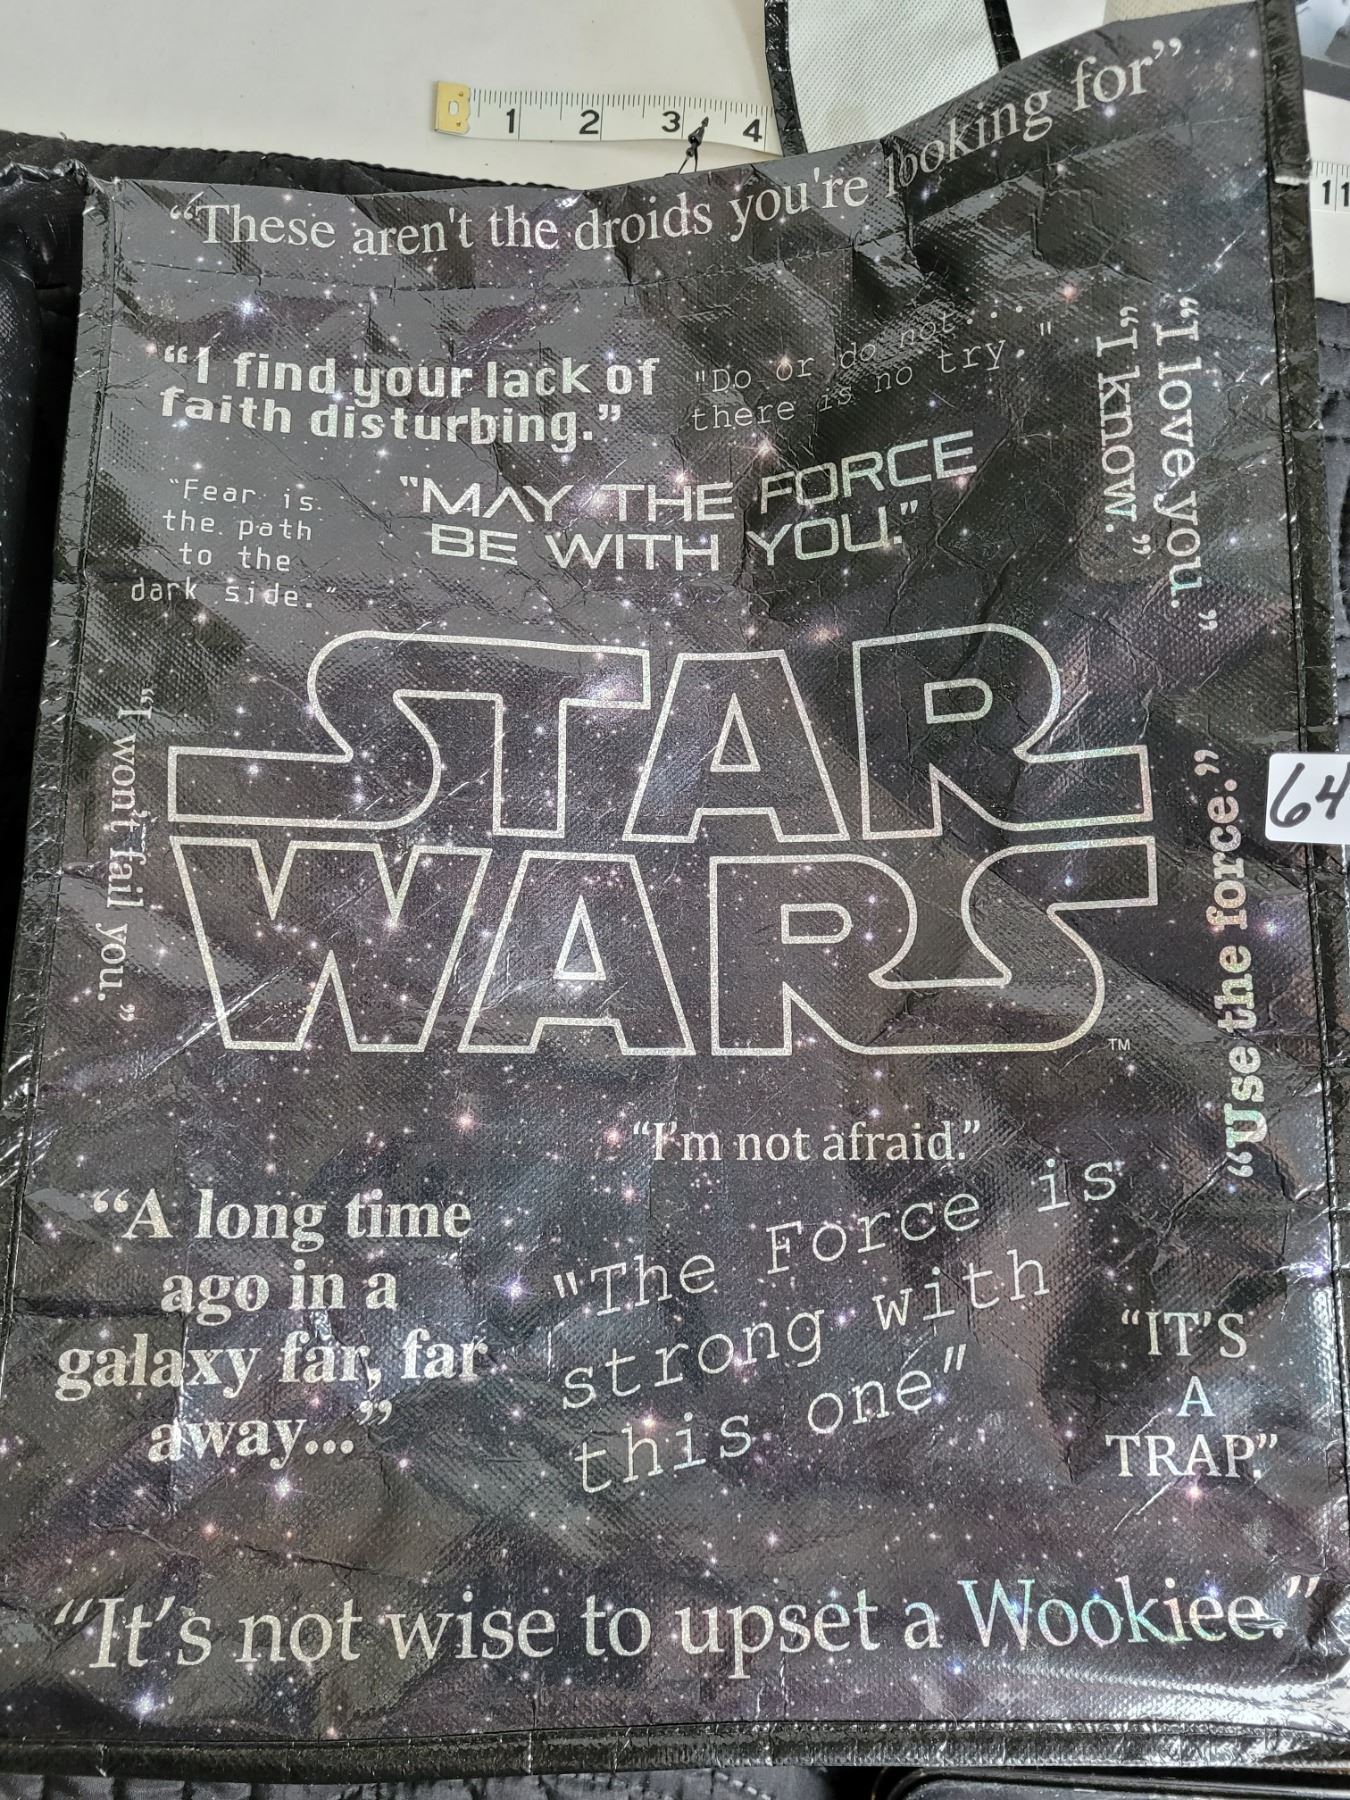 1 2 3 4
11
“These aren't the droids you're looking for”
“I find your lack of
faith disturbing.”
"Do or do not...
there is no try."
“I love you.“
“I know.”
“Fear is
the path
to the
dark side.”
“MAY THE FORCE
BE WITH YOU.”
STAR
WARS
TM
“I won't fail you.”
“Use the force.”
64
“I'm not afraid.”
“A long time
ago in a
galaxy far, far
away...”
"The Force is
strong with
this one"
“IT'S
A
TRAP.”
“It's not wise to upset a Wookiee.”